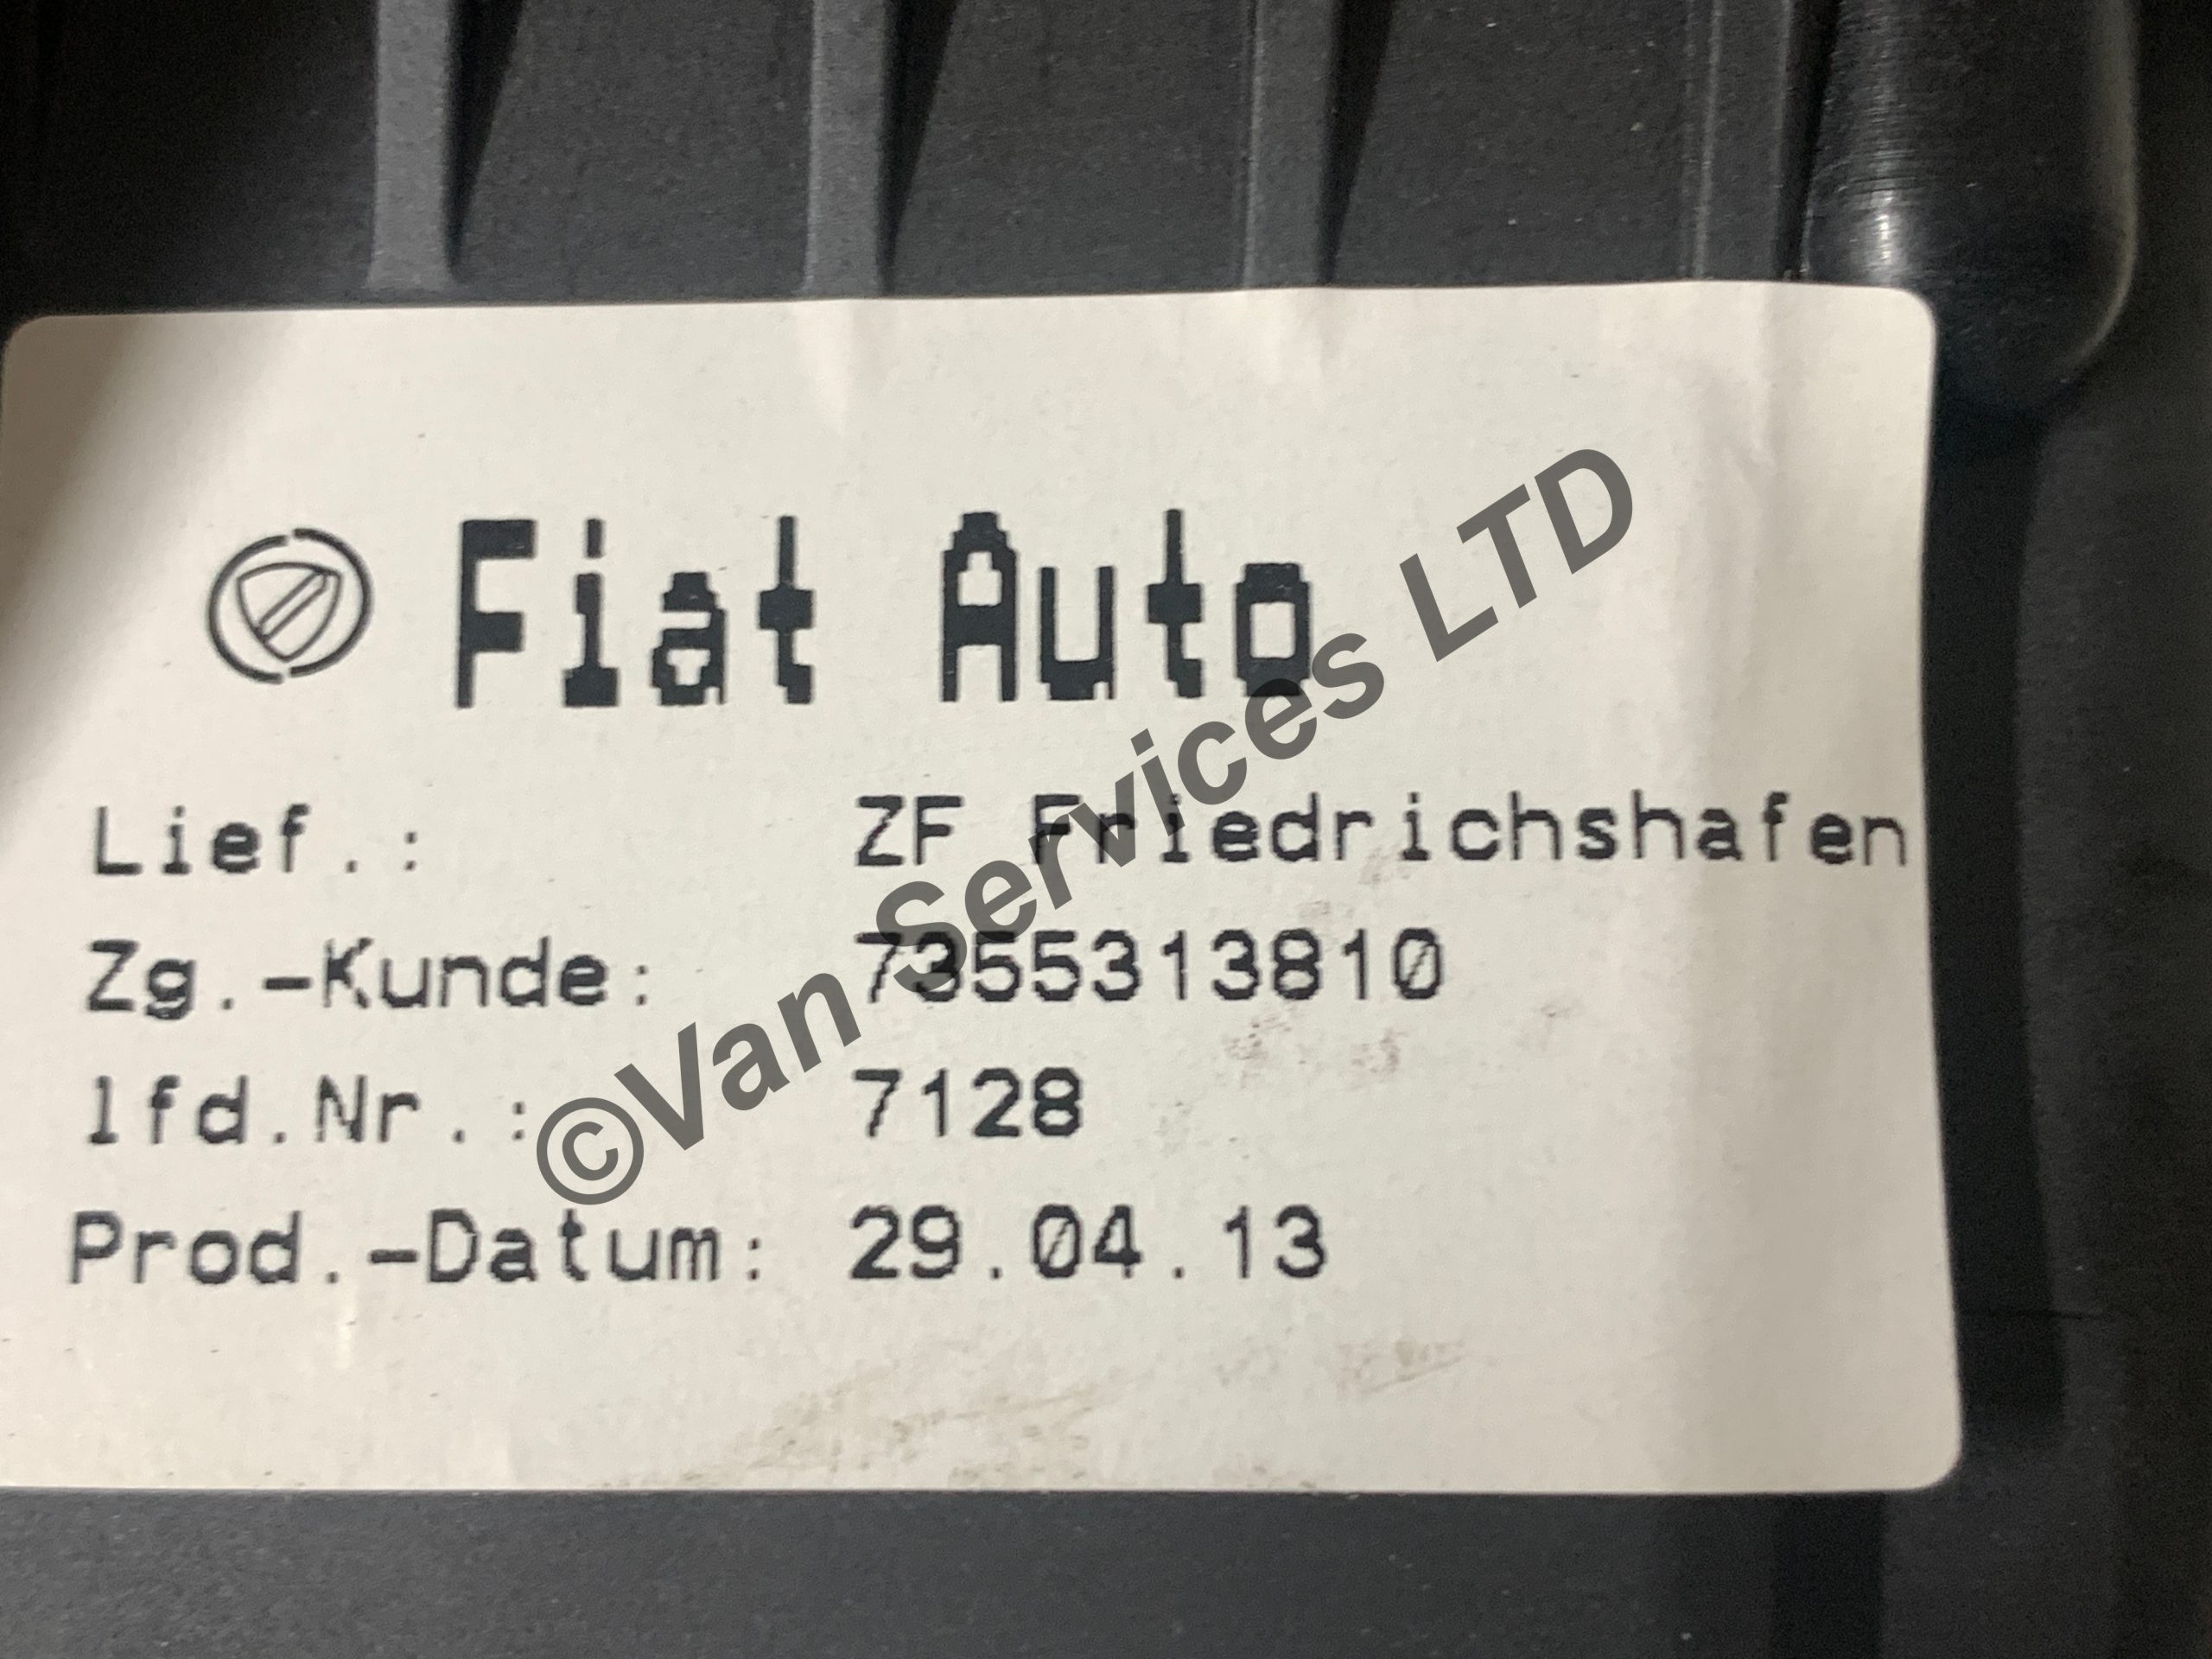 Fiat Auto
Lief.: ZF Friedrichshafen
Zg.-Kunde: 7355313810
lfd.Nr.: 7128
Prod.-Datum: 29.04.13
©Van Services LTD